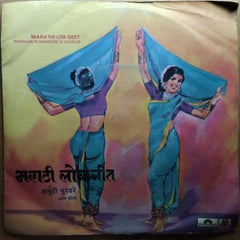 MARATHI LOK GEET
MADHURI PURANDARE & CHORUS
मराठी लोकगीत
माधुरी पुरंदरे